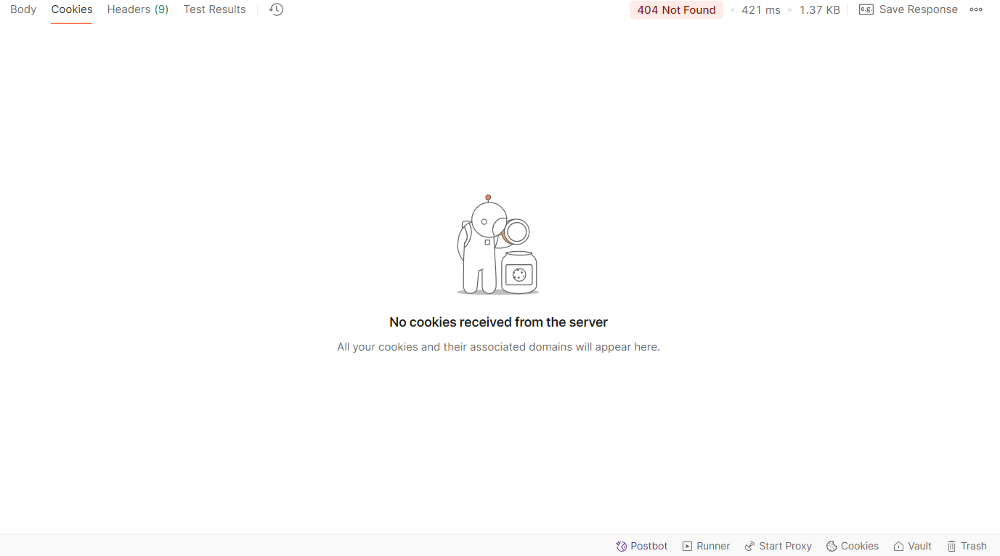 Body Cookies Headers (9) Test Results 404 Not Found 421 ms 1.37 KB e.g. Save Response
No cookies received from the server
All your cookies and their associated domains will appear here.
Postbot Runner Start Proxy Cookies Vault Trash